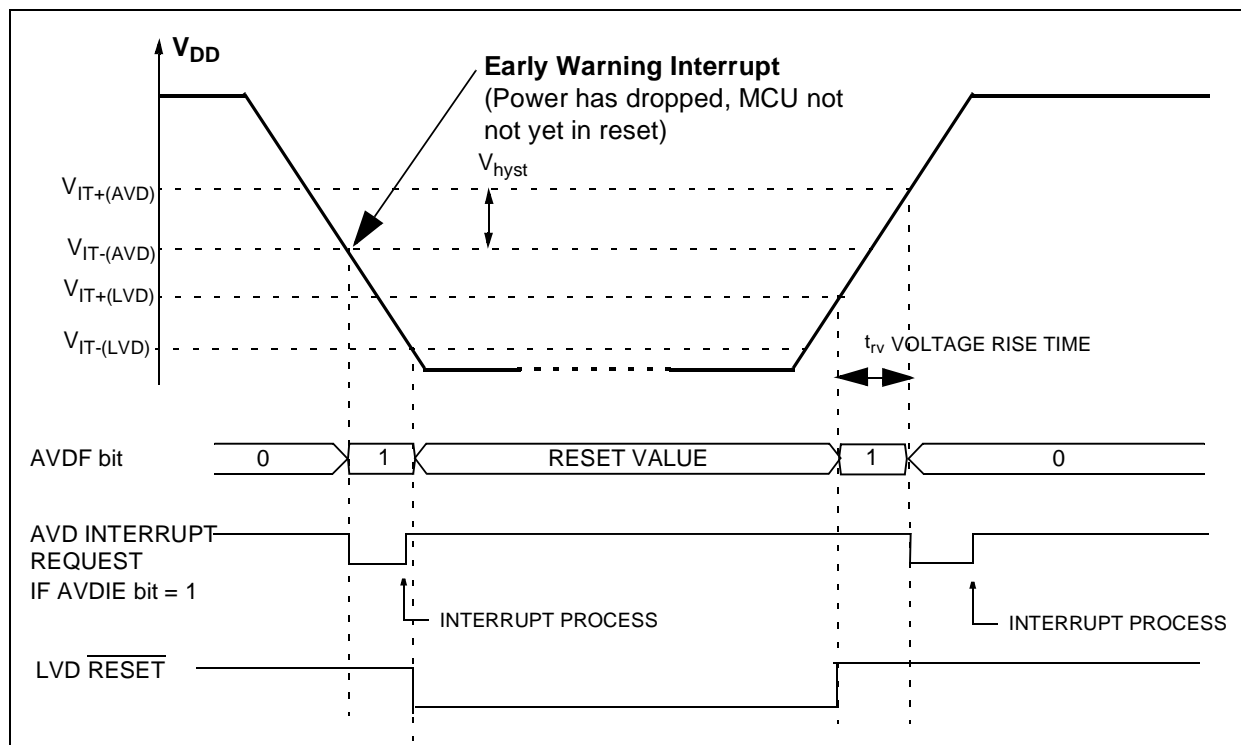 VDD
Early Warning Interrupt
(Power has dropped, MCU not
not yet in reset)
Vhyst
VIT+(AVD)
VIT-(AVD)
VIT+(LVD)
VIT-(LVD)
trv VOLTAGE RISE TIME
AVDF bit
0
1
RESET VALUE
1
0
AVD INTERRUPT
REQUEST
IF AVDIE bit = 1
INTERRUPT PROCESS
INTERRUPT PROCESS
LVD RESET